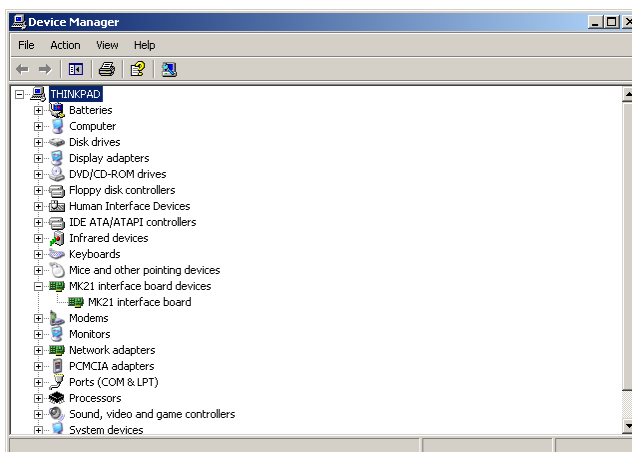 Device Manager
File Action View Help
THINKPAD
Batteries
Computer
Disk drives
Display adapters
DVD/CD-ROM drives
Floppy disk controllers
Human Interface Devices
IDE ATA/ATAPI controllers
Infrared devices
Keyboards
Mice and other pointing devices
MK21 interface board devices
MK21 interface board
Modems
Monitors
Network adapters
PCMCIA adapters
Ports (COM & LPT)
Processors
Sound, video and game controllers
System devices